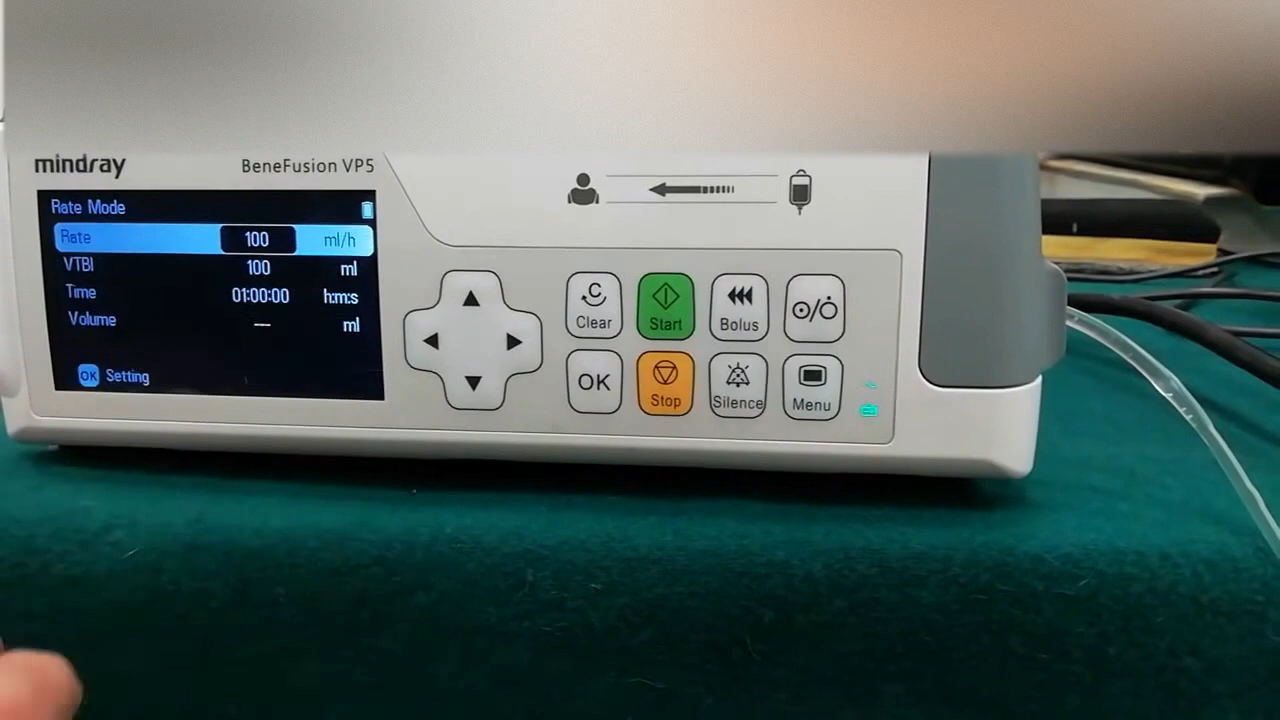 mindray
BeneFusion VP5
Rate Mode
Rate 100 ml/h
VTBI 100 ml
Time 01:00:00 h:m:s
Volume --- ml
OK Setting
C
Clear
Start
Bolus
OK
Stop
Silence
Menu